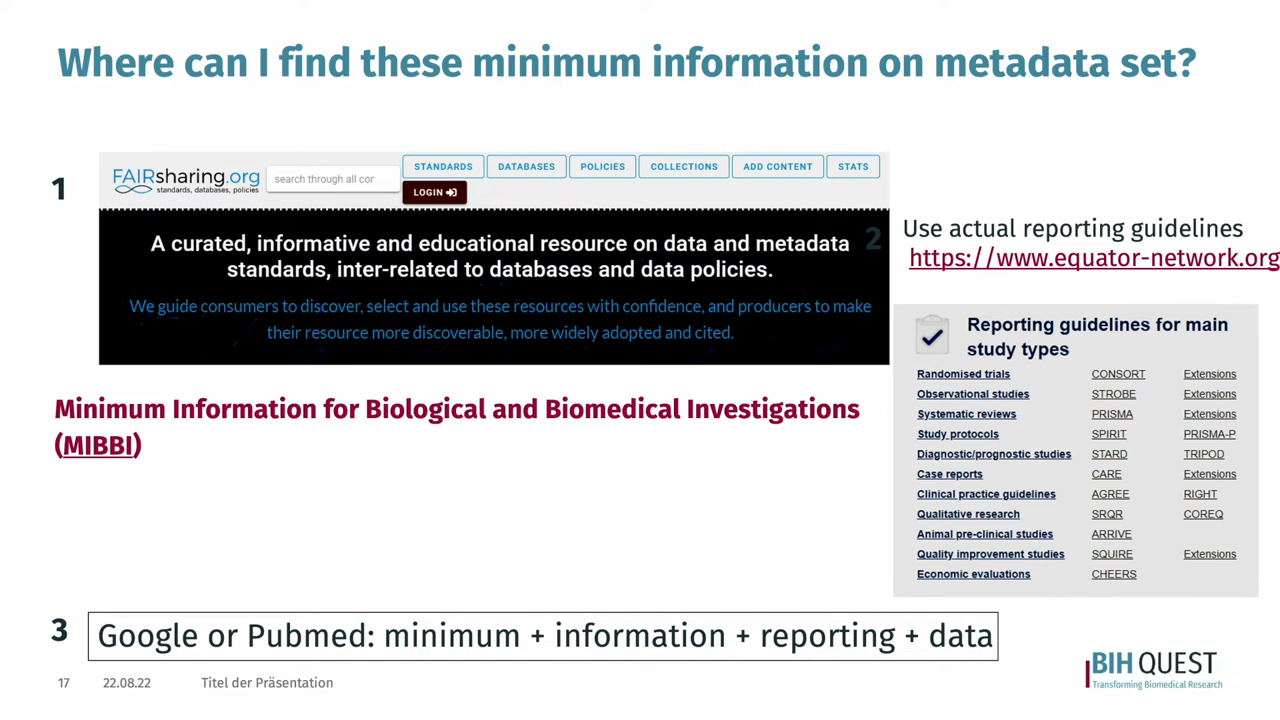 Where can I find these minimum information on metadata set?
1
FAIRsharing.org
standards, databases, policies
search through all cor
STANDARDS
DATABASES
POLICIES
COLLECTIONS
ADD CONTENT
STATS
LOGIN
A curated, informative and educational resource on data and metadata
standards, inter-related to databases and data policies.
We guide consumers to discover, select and use these resources with confidence, and producers to make
their resource more discoverable, more widely adopted and cited.
Minimum Information for Biological and Biomedical Investigations
(MIBBI)
2
Use actual reporting guidelines
https://www.equator-network.org
Reporting guidelines for main
study types
Randomised trials CONSORT Extensions
Observational studies STROBE Extensions
Systematic reviews PRISMA Extensions
Study protocols SPIRIT PRISMA-P
Diagnostic/prognostic studies STARD TRIPOD
Case reports CARE Extensions
Clinical practice guidelines AGREE RIGHT
Qualitative research SRQR COREQ
Animal pre-clinical studies ARRIVE
Quality improvement studies SQUIRE Extensions
Economic evaluations CHEERS
3
Google or Pubmed: minimum + information + reporting + data
17 22.08.22 Titel der Präsentation
BIH QUEST
Transforming Biomedical Research